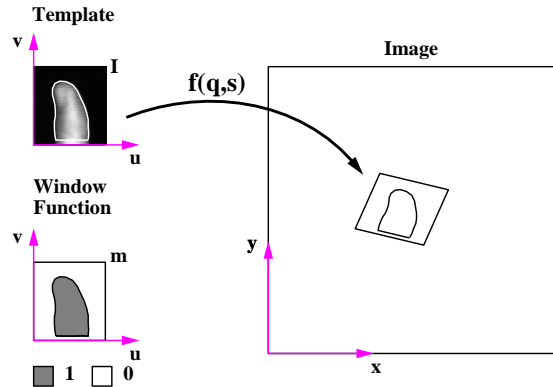 Template
v
I
u
f(q,s)
Image
Window
Function
v
m
u
1 0
y
x